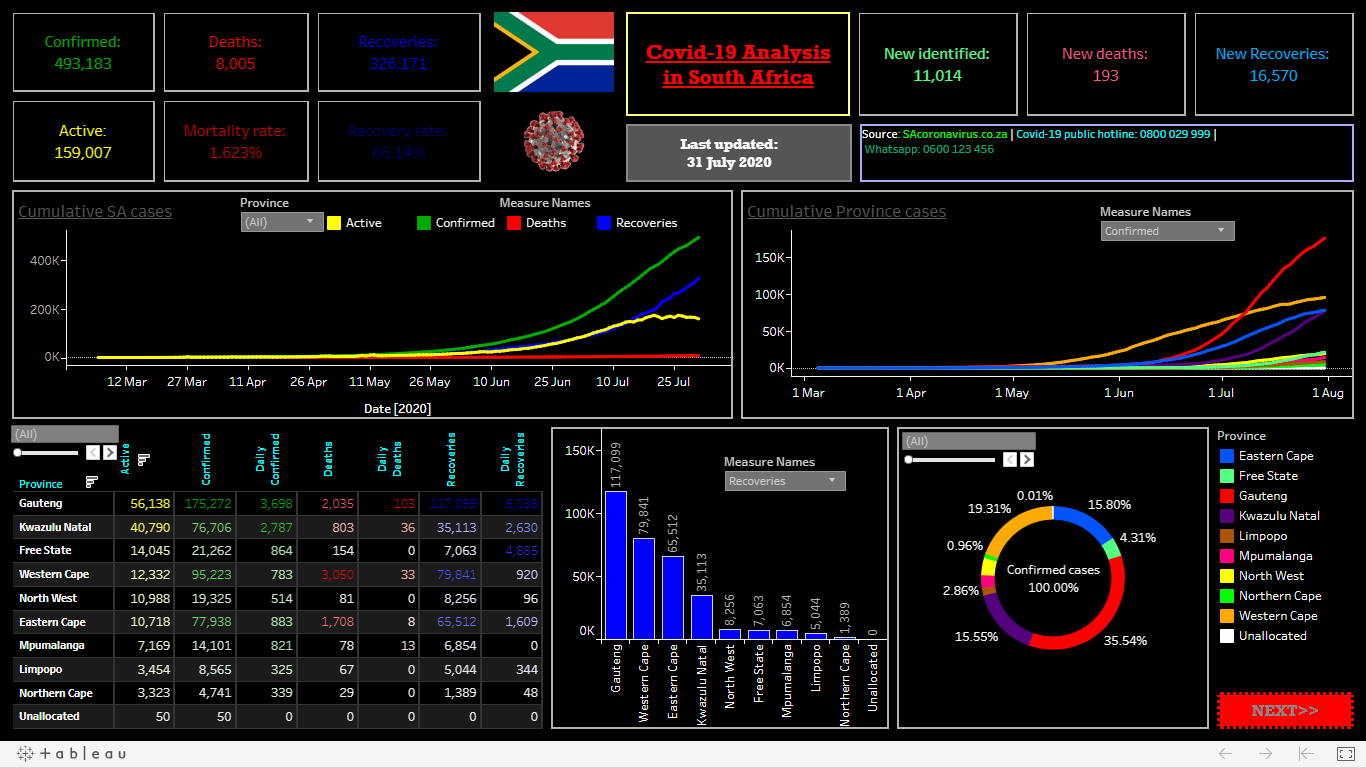 Confirmed:
493,183
Deaths:
8,005
Recoveries:
326,171
Covid-19 Analysis
in South Africa
New identified:
11,014
New deaths:
193
New Recoveries:
16,570
Active:
159,007
Mortality rate:
1.623%
Recovery rate:
66.14%
Last updated:
31 July 2020
Source: SAcoronavirus.co.za | Covid-19 public hotline: 0800 029 999 |
Whatsapp: 0600 123 456
Cumulative SA cases
Province
(All)
Measure Names
Active Confirmed Deaths Recoveries
400K
200K
0K
12 Mar 27 Mar 11 Apr 26 Apr 11 May 26 May 10 Jun 25 Jun 10 Jul 25 Jul
Date [2020]
Cumulative Province cases
Measure Names
Confirmed
150K
100K
50K
0K
1 Mar 1 Apr 1 May 1 Jun 1 Jul 1 Aug
(All)
Province Active Confirmed Daily Confirmed Deaths Daily Deaths Recoveries Daily Recoveries
Gauteng 56,138 175,272 3,698 2,035 103 117,099 6,038
Kwazulu Natal 40,790 76,706 2,787 803 36 35,113 2,630
Free State 14,045 21,262 864 154 0 7,063 4,885
Western Cape 12,332 95,223 783 3,050 33 79,841 920
North West 10,988 19,325 514 81 0 8,256 96
Eastern Cape 10,718 77,938 883 1,708 8 65,512 1,609
Mpumalanga 7,169 14,101 821 78 13 6,854 0
Limpopo 3,454 8,565 325 67 0 5,044 344
Northern Cape 3,323 4,741 339 29 0 1,389 48
Unallocated 50 50 0 0 0 0 0
Measure Names
Recoveries
150K
100K
50K
0K
117,099 79,841 65,512 35,113 8,256 7,063 6,854 5,044 1,389 0
Gauteng Western Cape Eastern Cape Kwazulu Natal North West Free State Mpumalanga Limpopo Northern Cape Unallocated
(All)
0.01%
15.80%
4.31%
35.54%
15.55%
2.86%
0.96%
19.31%
Confirmed cases
100.00%
Province
Eastern Cape
Free State
Gauteng
Kwazulu Natal
Limpopo
Mpumalanga
North West
Northern Cape
Western Cape
Unallocated
NEXT>>
+ a b l e a u